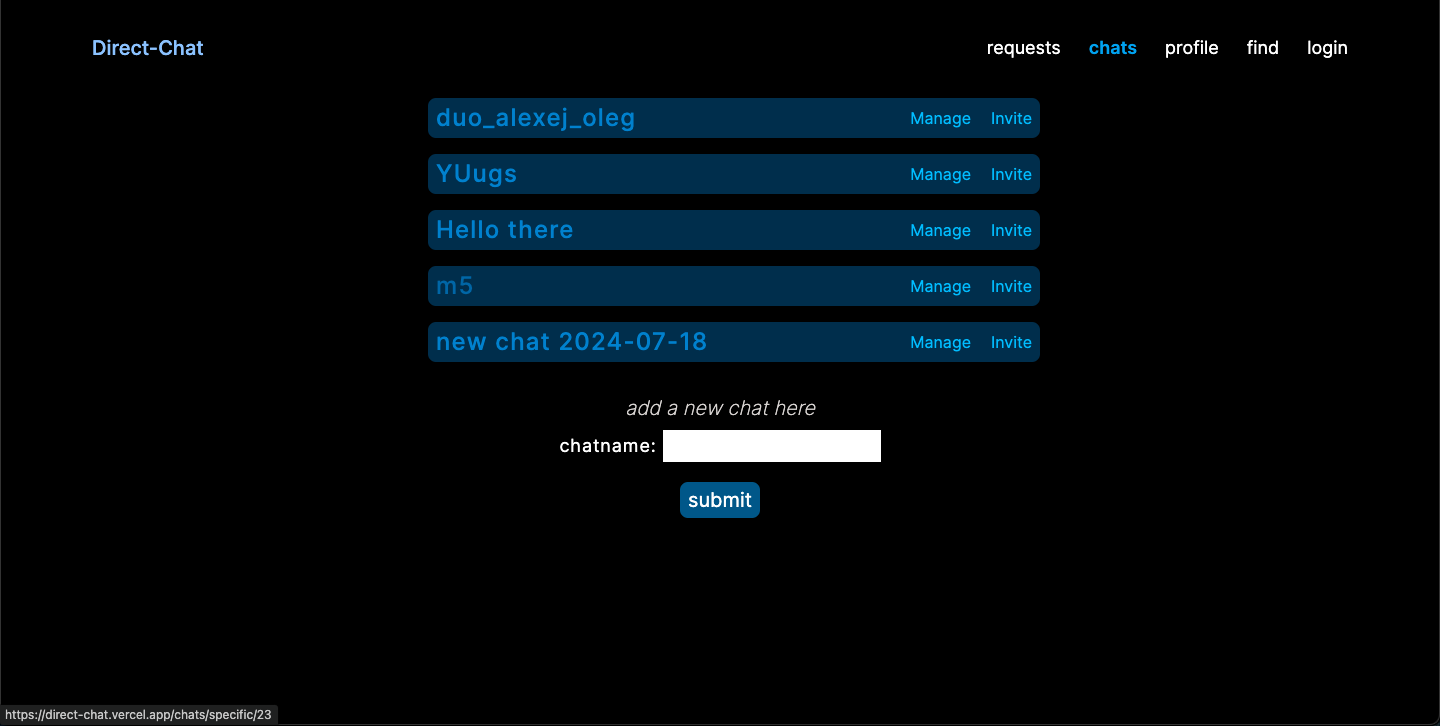 Direct-Chat requests chats profile find login
duo_alexej_oleg Manage Invite
YUugs Manage Invite
Hello there Manage Invite
m5 Manage Invite
new chat 2024-07-18 Manage Invite
add a new chat here
chatname:
submit
https://direct-chat.vercel.app/chats/specific/23